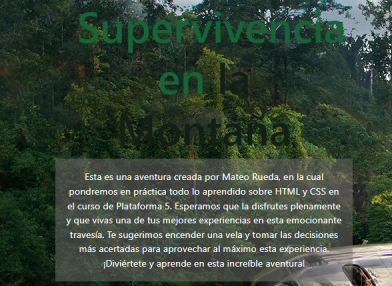 Supervivencia
en la
Montaña
Esta es una aventura creada por Mateo Rueda, en la cual
pondremos en práctica todo lo aprendido sobre HTML y CSS en
el curso de Plataforma 5. Esperamos que la disfrutes plenamente
y que vivas una de tus mejores experiencias en esta emocionante
travesía. Te sugerimos encender una vela y tomar las decisiones
más acertadas para aprovechar al máximo esta experiencia.
¡Diviértete y aprende en esta increíble aventura!